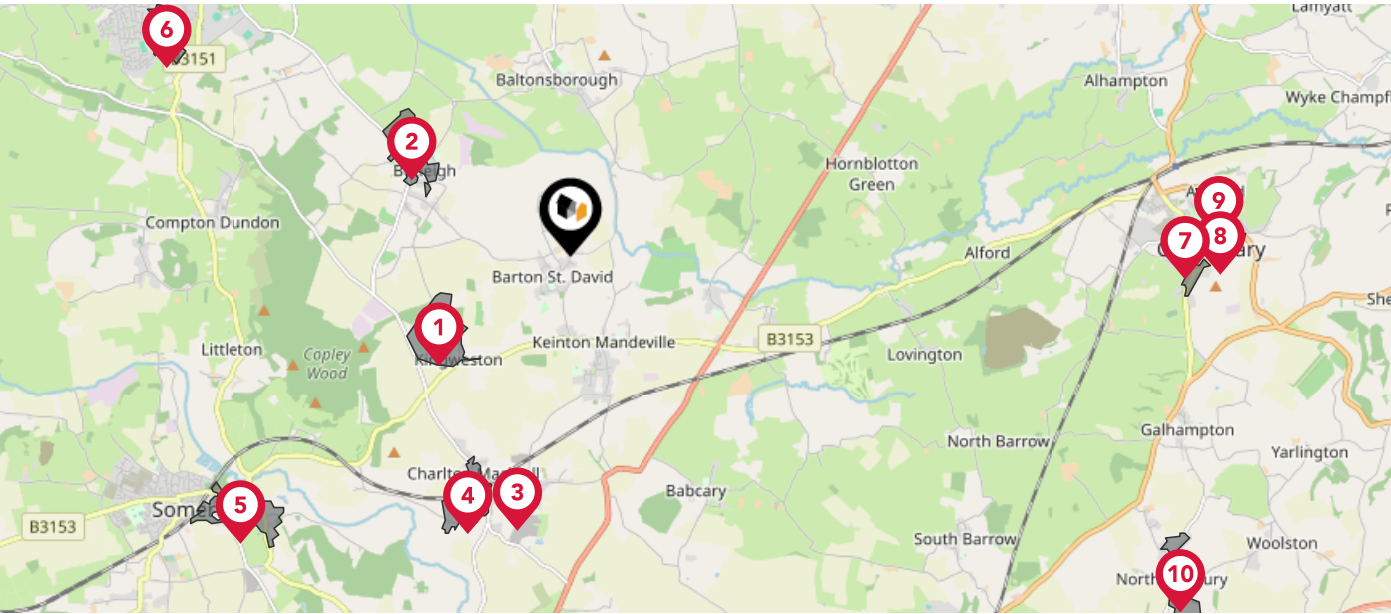 Lamyatt
6
B3151
Baltonsborough
Alhampton
Wyke Champf
2
Hornblotton
Green
9
Compton Dundon
7
8
Alford
Barton St. David
1
Keinton Mandeville
B3153
Littleton
Copley
Wood
Lovington
Galhampton
North Barrow
Yarlington
Charlton
4
3
Babcary
5
B3153
South Barrow
Woolston
10